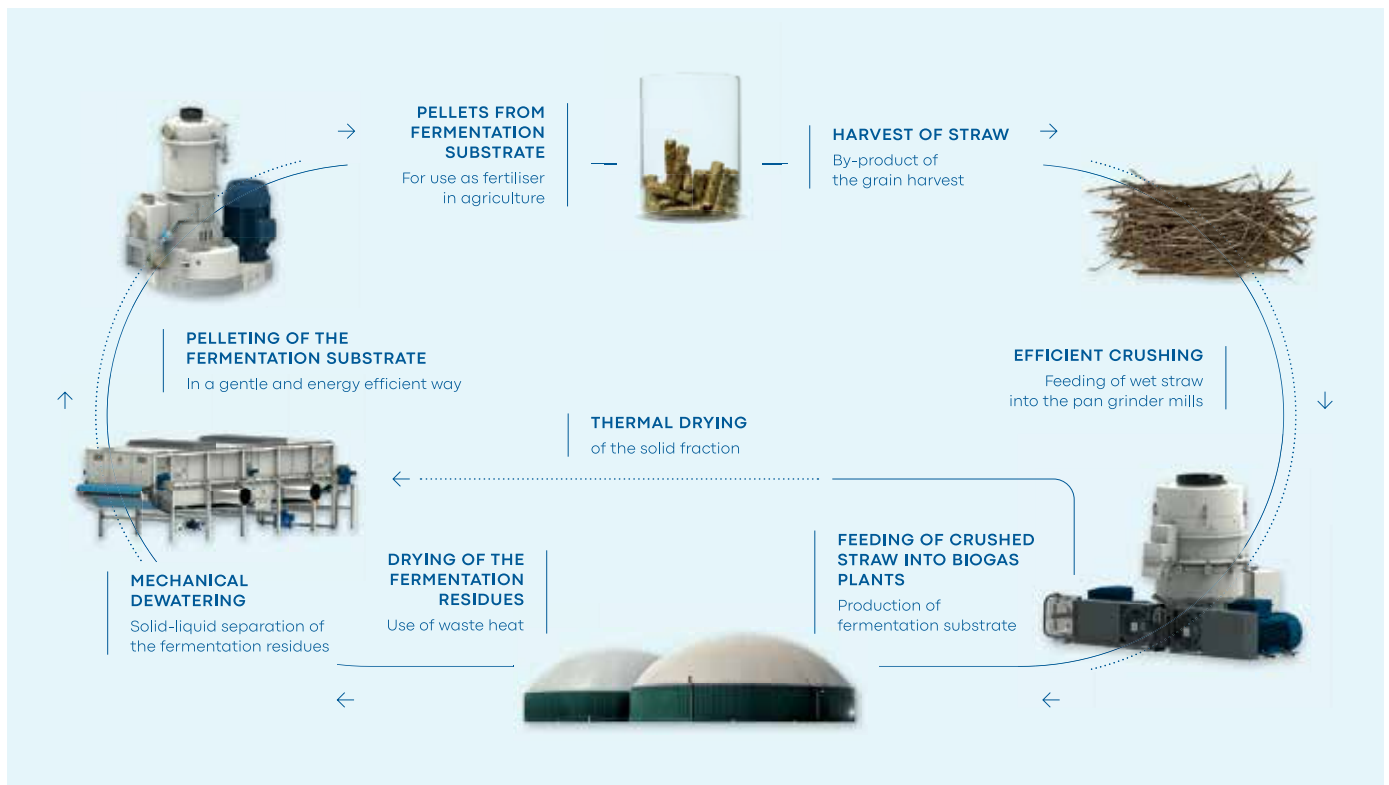 PELLETS FROM
FERMENTATION
SUBSTRATE
For use as fertiliser
in agriculture
HARVEST OF STRAW
By-product of
the grain harvest
EFFICIENT CRUSHING
Feeding of wet straw
into the pan grinder mills
FEEDING OF CRUSHED
STRAW INTO BIOGAS
PLANTS
Production of
fermentation substrate
THERMAL DRYING
of the solid fraction
DRYING OF THE
FERMENTATION
RESIDUES
Use of waste heat
MECHANICAL
DEWATERING
Solid-liquid separation of
the fermentation residues
PELLETING OF THE
FERMENTATION SUBSTRATE
In a gentle and energy efficient way